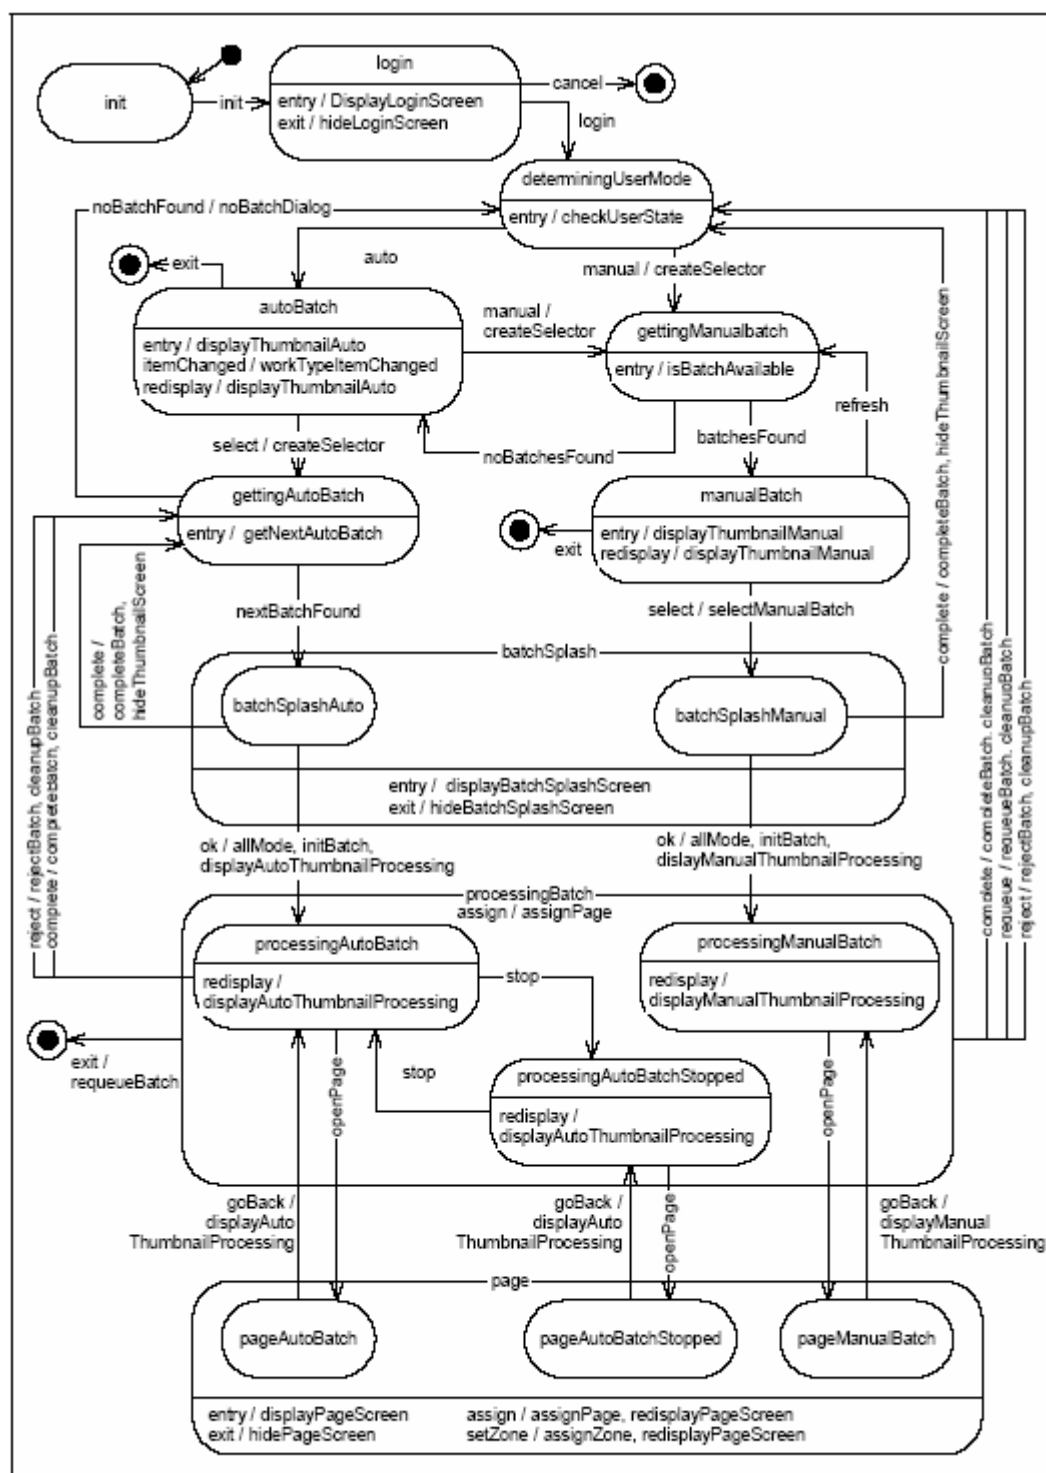 login
init
init
entry / DisplayLoginScreen
exit / hideLoginScreen
cancel
login
determiningUserMode
entry / checkUserState
noBatchFound / noBatchDialog
exit
auto
manual / createSelector
autoBatch
entry / displayThumbnailAuto
itemChanged / workTypeItemChanged
redisplay / displayThumbnailAuto
manual /
createSelector
gettingManualbatch
entry / isBatchAvailable
refresh
select / createSelector
noBatchesFound
batchesFound
gettingAutoBatch
entry / getNextAutoBatch
manualBatch
entry / displayThumbnailManual
redisplay / displayThumbnailManual
exit
complete / completeBatch, hideThumbnailScreen
nextBatchFound
select / selectManualBatch
complete /
completeBatch,
hideThumbnailScreen
batchSplash
batchSplashAuto
batchSplashManual
entry / displayBatchSplashScreen
exit / hideBatchSplashScreen
reject / rejectBatch, cleanupBatch
complete / completeBatch, cleanupBatch
complete / completeBatch, cleanuoBatch
requeue / requeueBatch, cleanuoBatch
reject / rejectBatch, cleanupBatch
ok / allMode, initBatch,
displayAutoThumbnailProcessing
ok / allMode, initBatch,
dislayManualThumbnailProcessing
processingBatch
assign / assignPage
processingAutoBatch
redisplay /
displayAutoThumbnailProcessing
stop
processingManualBatch
redisplay /
displayManualThumbnailProcessing
exit /
requeueBatch
openPage
stop
processingAutoBatchStopped
redisplay /
displayAutoThumbnailProcessing
openPage
goBack /
displayAuto
ThumbnailProcessing
goBack /
displayAuto
ThumbnailProcessing
openPage
goBack /
displayManual
ThumbnailProcessing
page
pageAutoBatch
pageAutoBatchStopped
pageManualBatch
entry / displayPageScreen
exit / hidePageScreen
assign / assignPage, redisplayPageScreen
setZone / assignZone, redisplayPageScreen